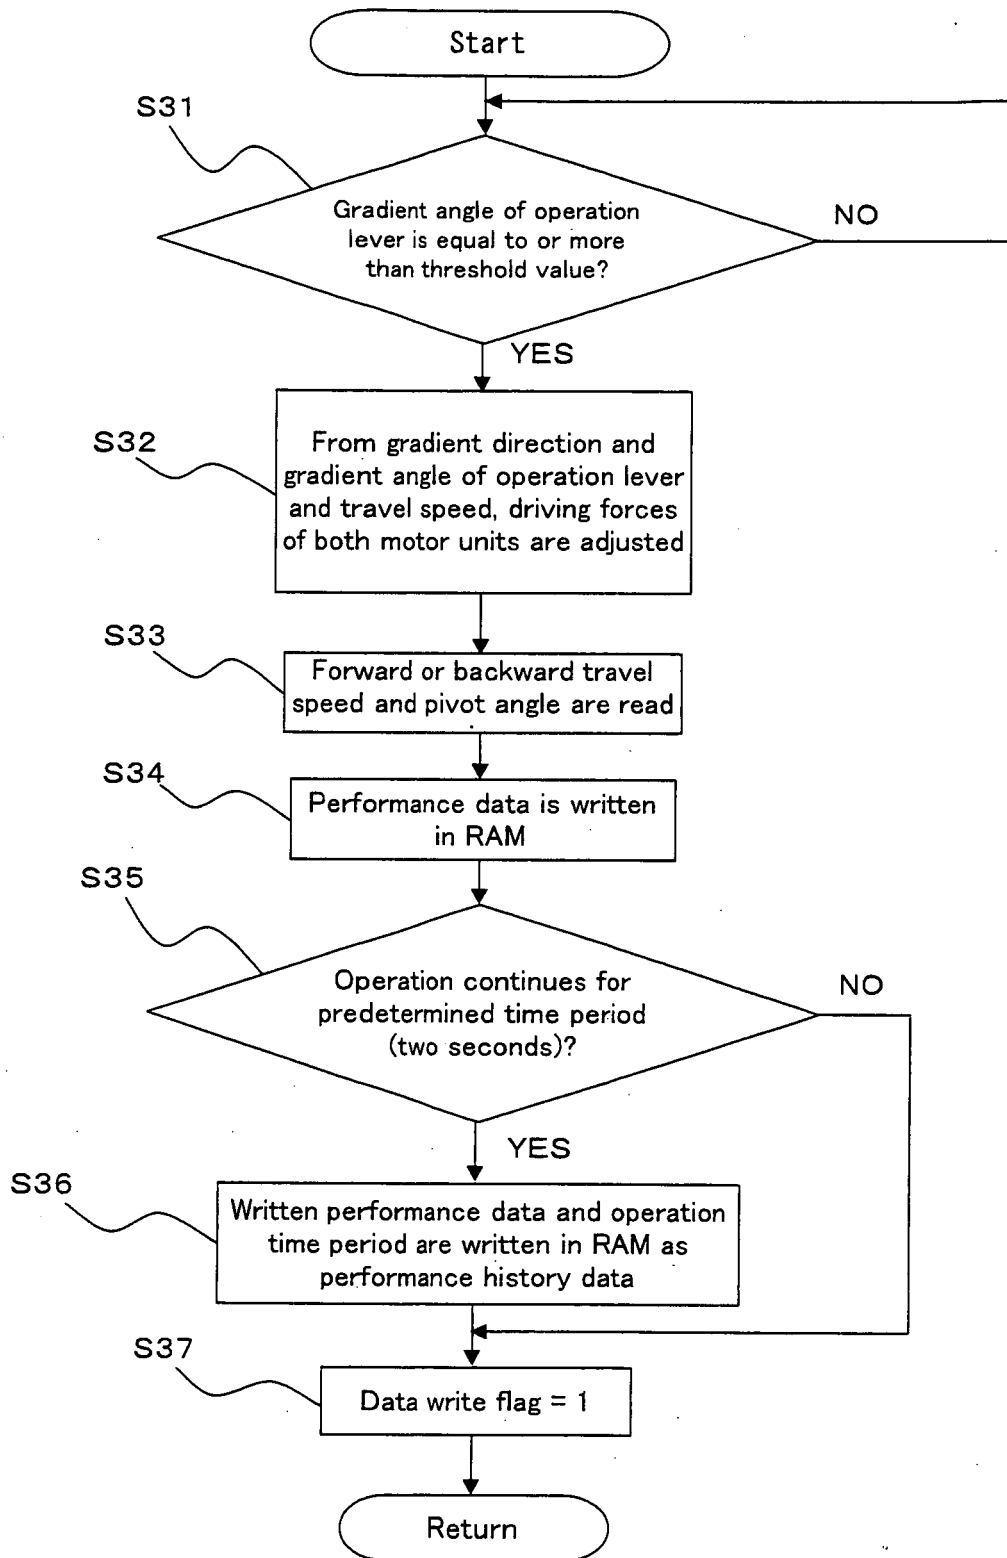 Start
S31
Gradient angle of operation
lever is equal to or more
than threshold value?
NO
YES
S32
From gradient direction and
gradient angle of operation lever
and travel speed, driving forces
of both motor units are adjusted
S33
Forward or backward travel
speed and pivot angle are read
S34
Performance data is written
in RAM
S35
Operation continues for
predetermined time period
(two seconds)?
NO
YES
S36
Written performance data and operation
time period are written in RAM as
performance history data
S37
Data write flag = 1
Return